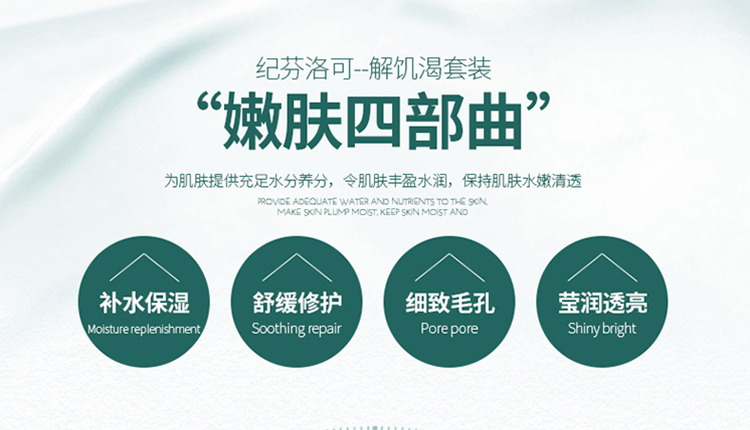 纪芬洛可--解饥渴套装
“嫩肤四部曲”
为肌肤提供充足水分养分，令肌肤丰盈水润，保持肌肤水嫩清透
PROVIDE ADEQUATE WATER AND NUTRIENTS TO THE SKIN,
MAKE SKIN PLUMP MOIST, KEEP SKIN MOIST AND
补水保湿
Moisture replenishment
舒缓修护
Soothing repair
细致毛孔
Pore pore
莹润透亮
Shiny bright